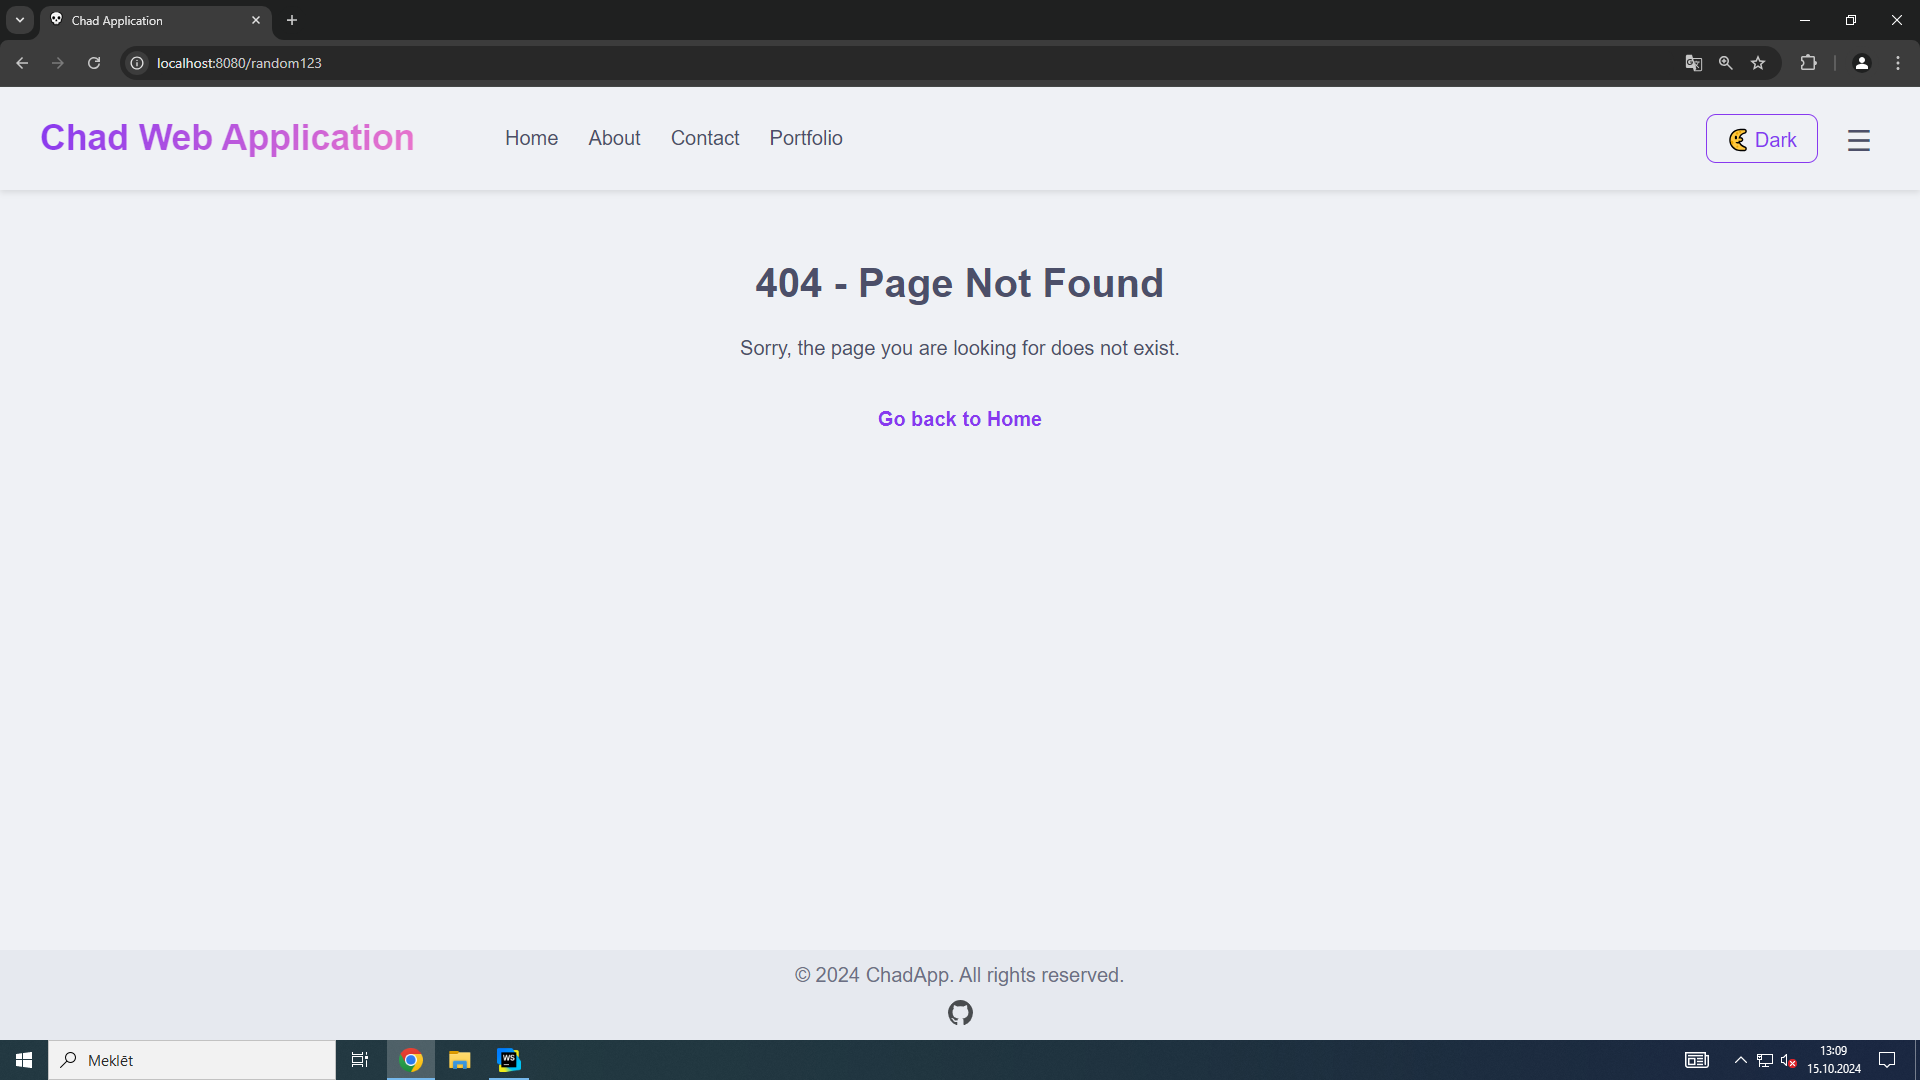 Chad Application
localhost:8080/random123
Chad Web Application
Home
About
Contact
Portfolio
Dark
404 - Page Not Found
Sorry, the page you are looking for does not exist.
Go back to Home
© 2024 ChadApp. All rights reserved.
Meklēt
WS
13:09
15.10.2024